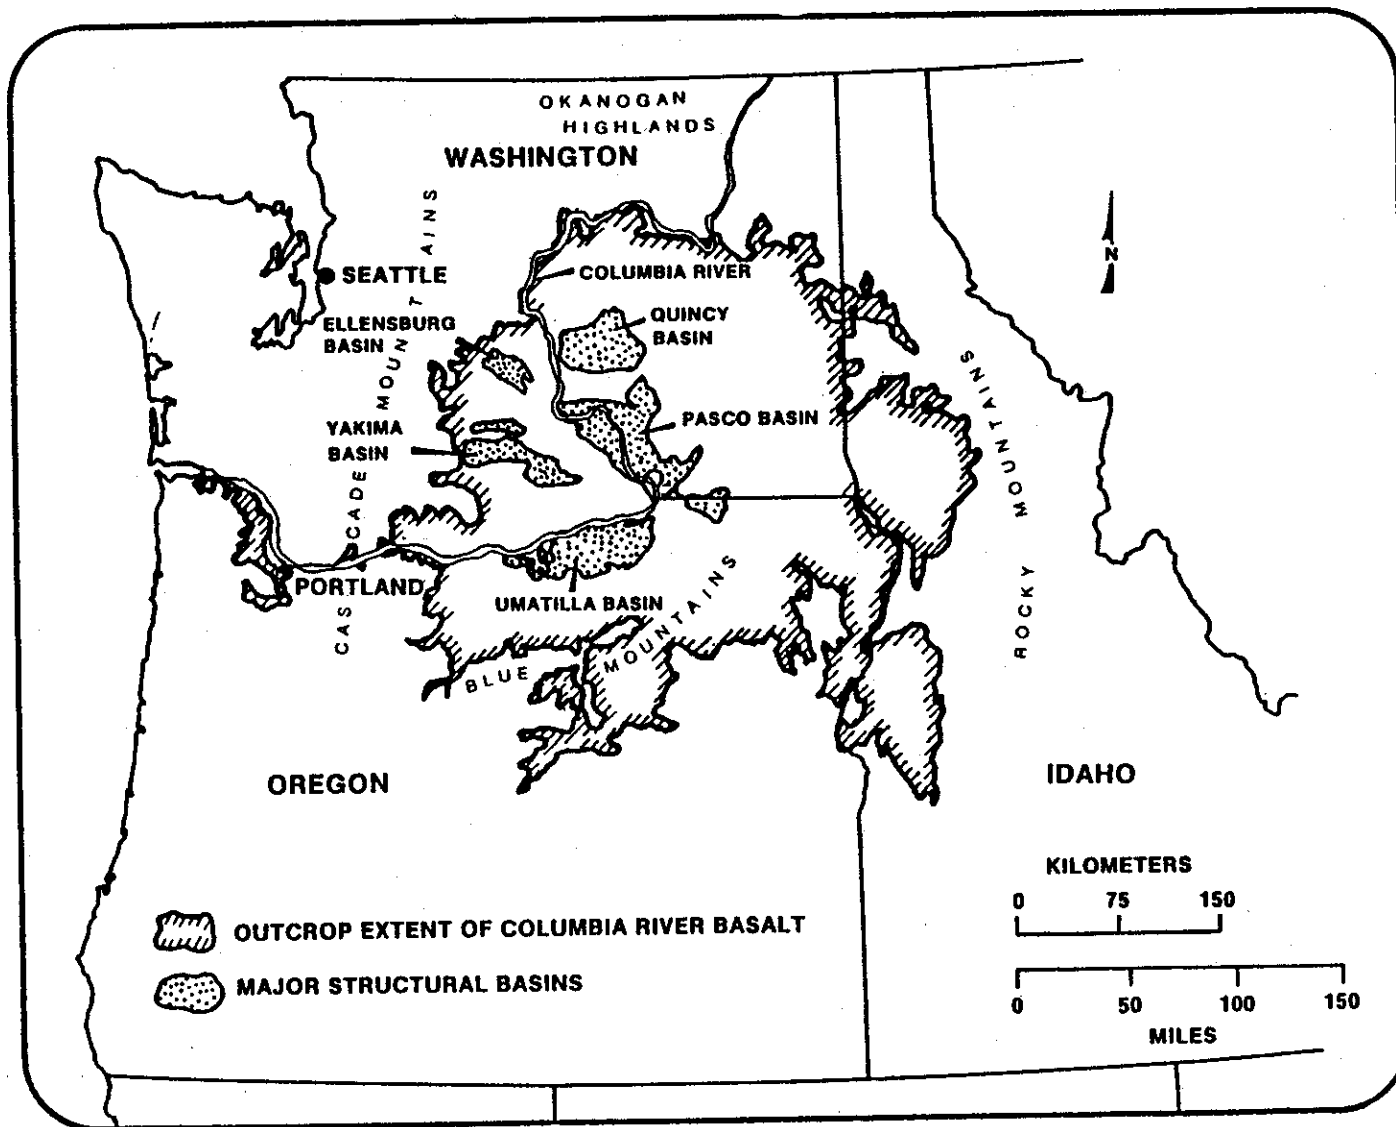 OKANOGAN
HIGHLANDS
WASHINGTON
CASCADE MOUNTAINS
SEATTLE
COLUMBIA RIVER
ELLENSBURG
BASIN
QUINCY
BASIN
YAKIMA
BASIN
PASCO BASIN
ROCKY MOUNTAINS
N
PORTLAND
UMATILLA BASIN
BLUE MOUNTAINS
OREGON
IDAHO
OUTCROP EXTENT OF COLUMBIA RIVER BASALT
MAJOR STRUCTURAL BASINS
KILOMETERS
0 75 150
0 50 100 150
MILES